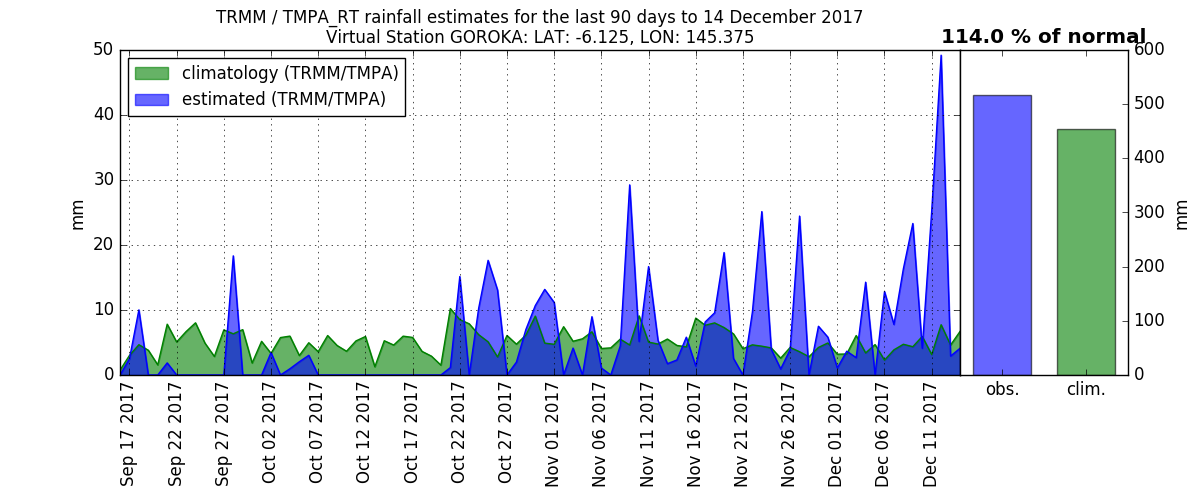 TRMM / TMPA_RT rainfall estimates for the last 90 days to 14 December 2017
Virtual Station GOROKA: LAT: -6.125, LON: 145.375
114.0 % of normal
climatology (TRMM/TMPA)
estimated (TRMM/TMPA)
50
40
30
20
10
0
mm
Sep 17 2017
Sep 22 2017
Sep 27 2017
Oct 02 2017
Oct 07 2017
Oct 12 2017
Oct 17 2017
Oct 22 2017
Oct 27 2017
Nov 01 2017
Nov 06 2017
Nov 11 2017
Nov 16 2017
Nov 21 2017
Nov 26 2017
Dec 01 2017
Dec 06 2017
Dec 11 2017
obs.
clim.
600
500
400
300
200
100
0
mm